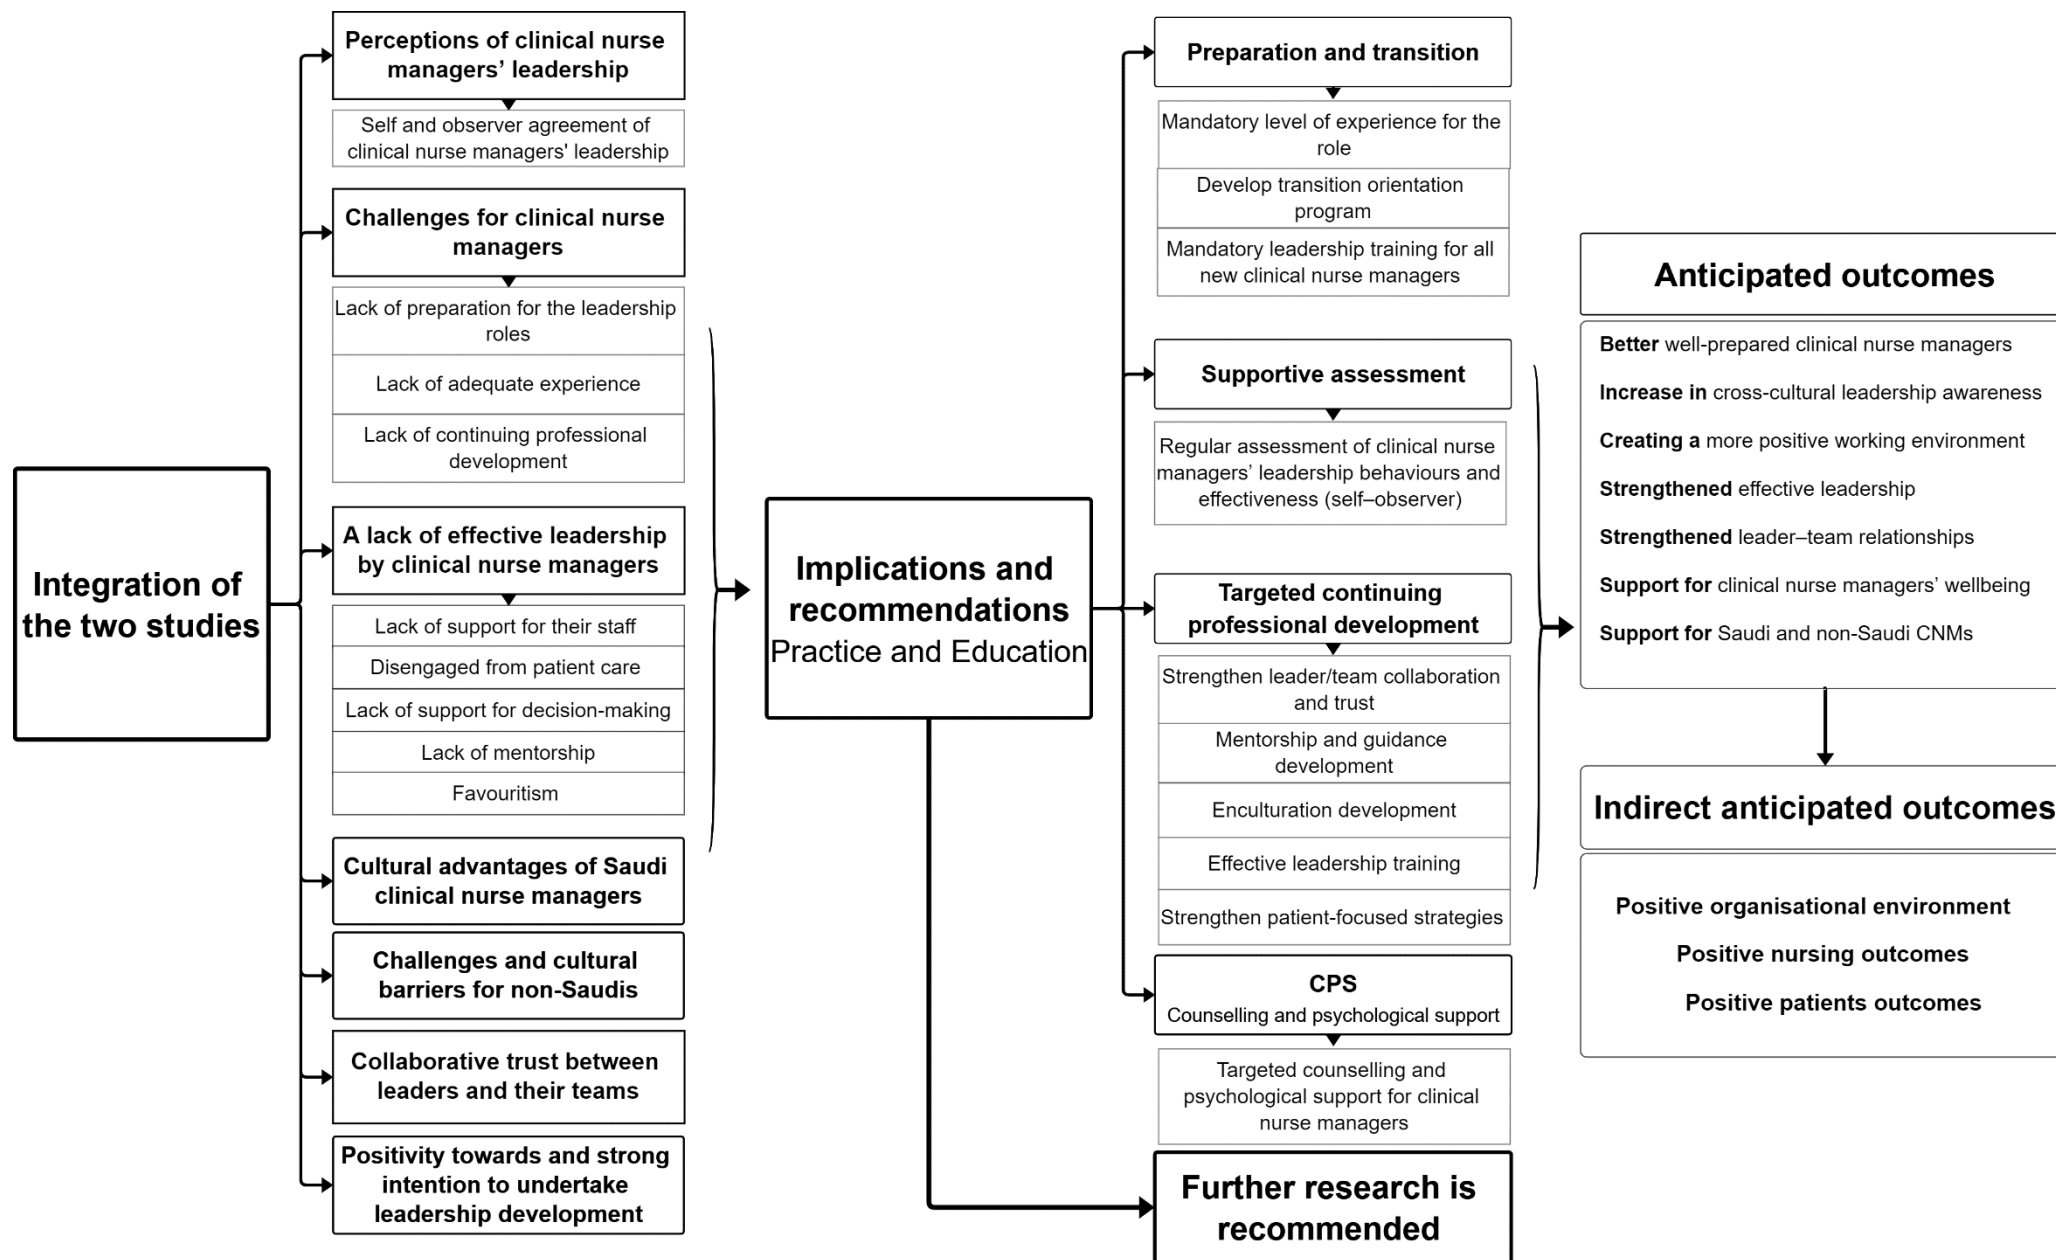 Integration of
the two studies
Perceptions of clinical nurse
managers’ leadership
Self and observer agreement of
clinical nurse managers' leadership
Challenges for clinical nurse
managers
Lack of preparation for the leadership
roles
Lack of adequate experience
Lack of continuing professional
development
A lack of effective leadership
by clinical nurse managers
Lack of support for their staff
Disengaged from patient care
Lack of support for decision-making
Lack of mentorship
Favouritism
Cultural advantages of Saudi
clinical nurse managers
Challenges and cultural
barriers for non-Saudis
Collaborative trust between
leaders and their teams
Positivity towards and strong
intention to undertake
leadership development
Implications and
recommendations
Practice and Education
Preparation and transition
Mandatory level of experience for the
role
Develop transition orientation
program
Mandatory leadership training for all
new clinical nurse managers
Supportive assessment
Regular assessment of clinical nurse
managers’ leadership behaviours and
effectiveness (self–observer)
Targeted continuing
professional development
Strengthen leader/team collaboration
and trust
Mentorship and guidance
development
Enculturation development
Effective leadership training
Strengthen patient-focused strategies
CPS
Counselling and psychological support
Targeted counselling and
psychological support for clinical
nurse managers
Further research is
recommended
Anticipated outcomes
Better well-prepared clinical nurse managers
Increase in cross-cultural leadership awareness
Creating a more positive working environment
Strengthened effective leadership
Strengthened leader–team relationships
Support for clinical nurse managers’ wellbeing
Support for Saudi and non-Saudi CNMs
Indirect anticipated outcomes
Positive organisational environment
Positive nursing outcomes
Positive patients outcomes